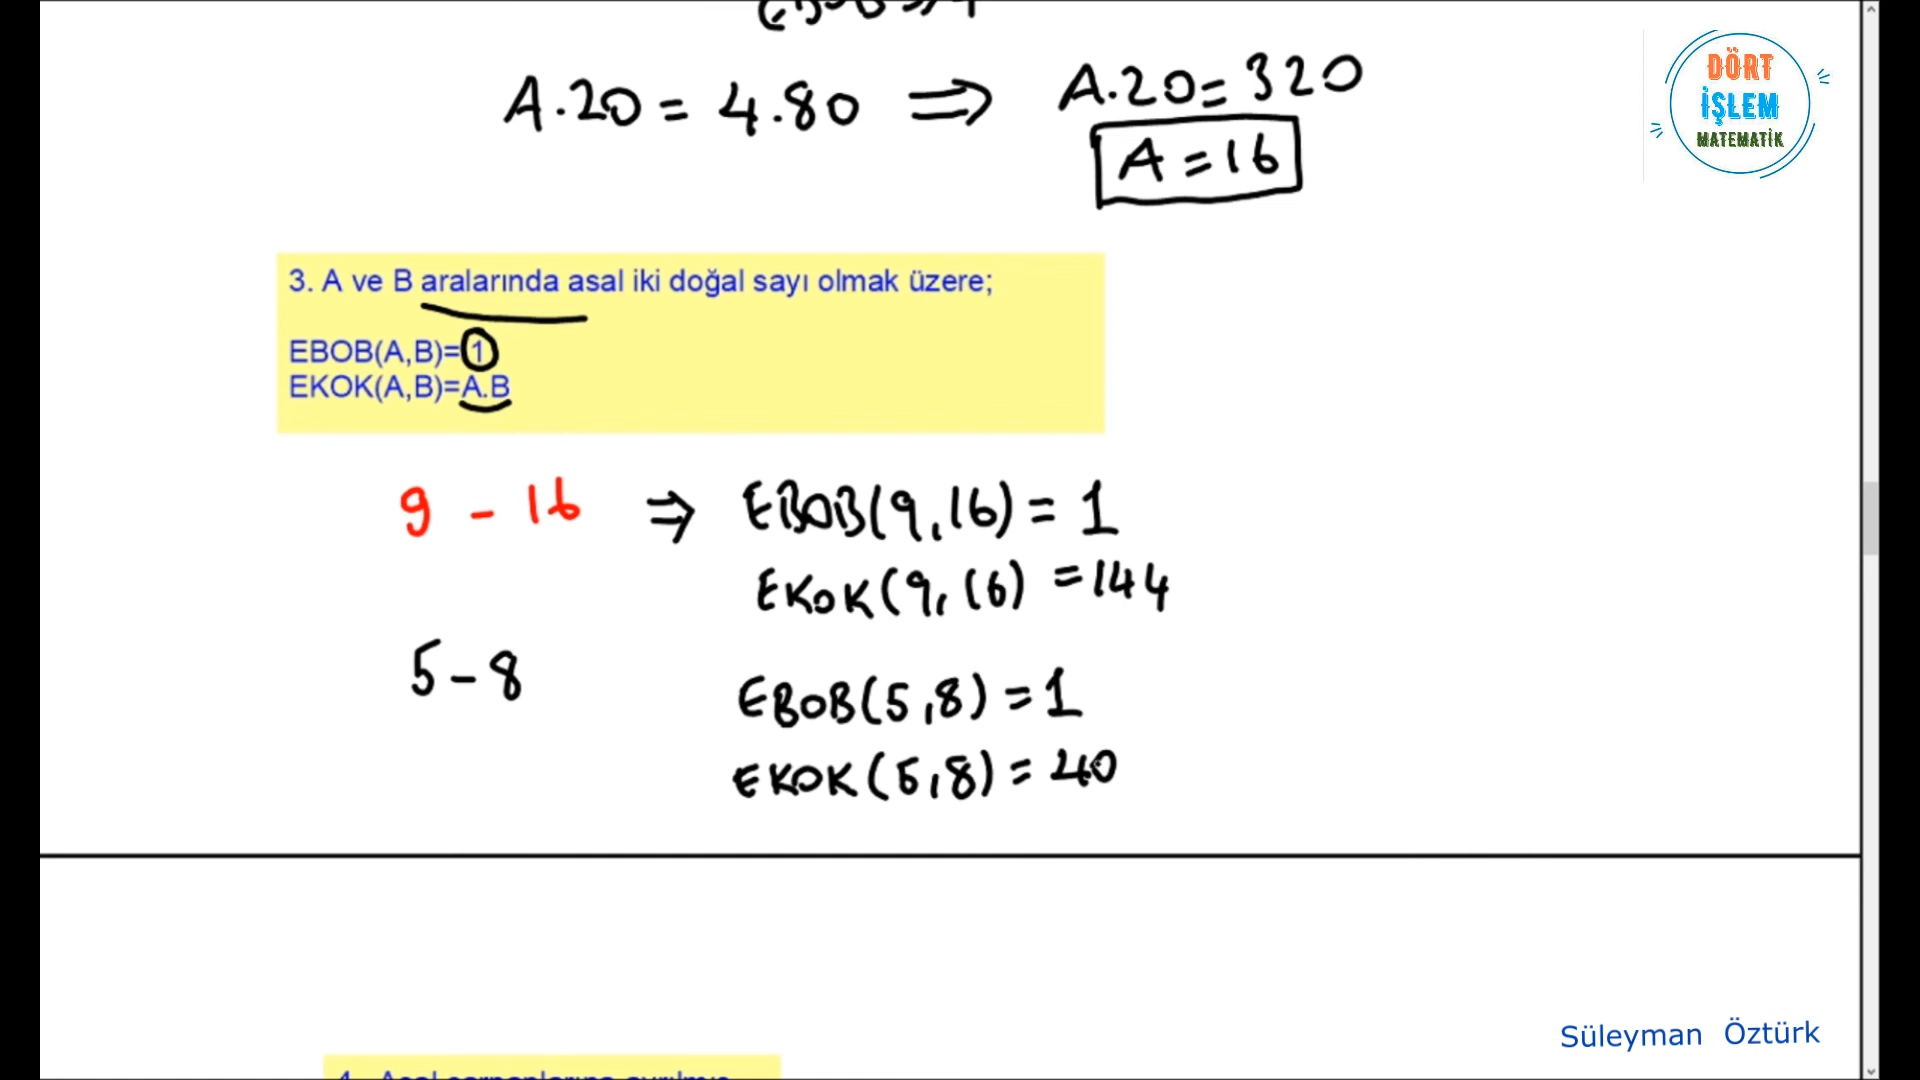 A.20 = 4.80 ⇒ A.20 = 320
A = 16
DÖRT
İŞLEM
MATEMATİK
3. A ve B aralarında asal iki doğal sayı olmak üzere;
EBOB(A,B)=1
EKOK(A,B)=A.B
9 - 16 ⇒ EBOB(9,16) = 1
EKOK(9,16) = 144
5 - 8
EBOB(5,8) = 1
EKOK(5,8) = 40
Süleyman Öztürk